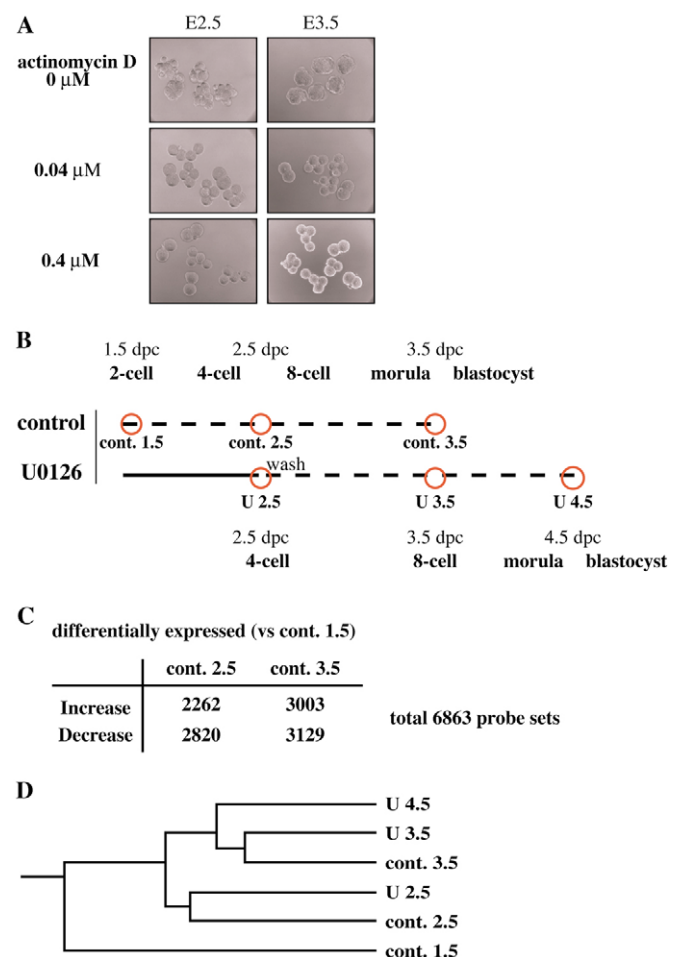 A
E2.5 E3.5
actinomycin D
0 μM
0.04 μM
0.4 μM
B
1.5 dpc 2.5 dpc 3.5 dpc
2-cell 4-cell 8-cell morula blastocyst
control
cont. 1.5 cont. 2.5 cont. 3.5
wash
U0126
U 2.5 U 3.5 U 4.5
2.5 dpc 3.5 dpc 4.5 dpc
4-cell 8-cell morula blastocyst
C
differentially expressed (vs cont. 1.5)
cont. 2.5 cont. 3.5
Increase 2262 3003
total 6863 probe sets
Decrease 2820 3129
D
U 4.5
U 3.5
cont. 3.5
U 2.5
cont. 2.5
cont. 1.5